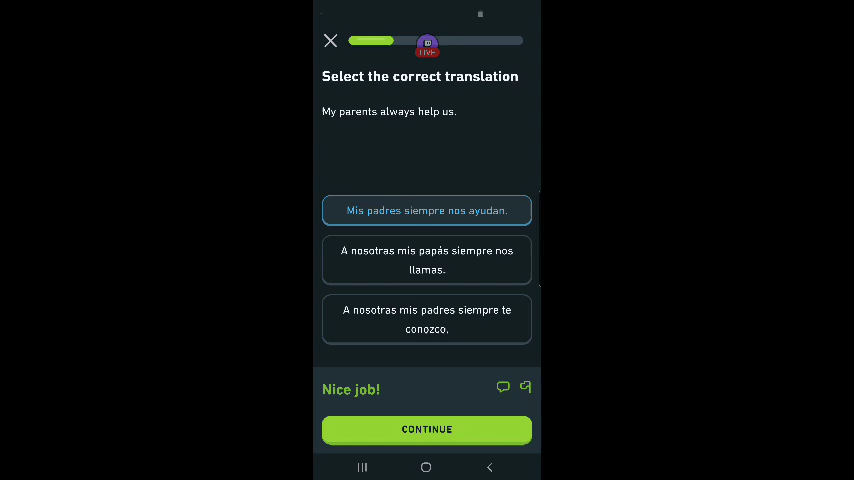 LIVE
Select the correct translation
My parents always help us.
Mis padres siempre nos ayudan.
A nosotras mis papás siempre nos
llamas.
A nosotras mis padres siempre te
conozco.
Nice job!
CONTINUE